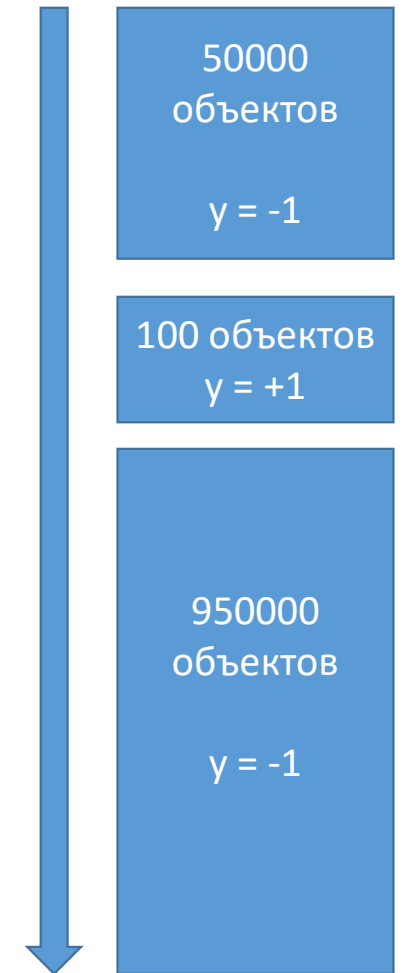 50000
объектов
y = -1
100 объектов
y = +1
950000
объектов
y = -1